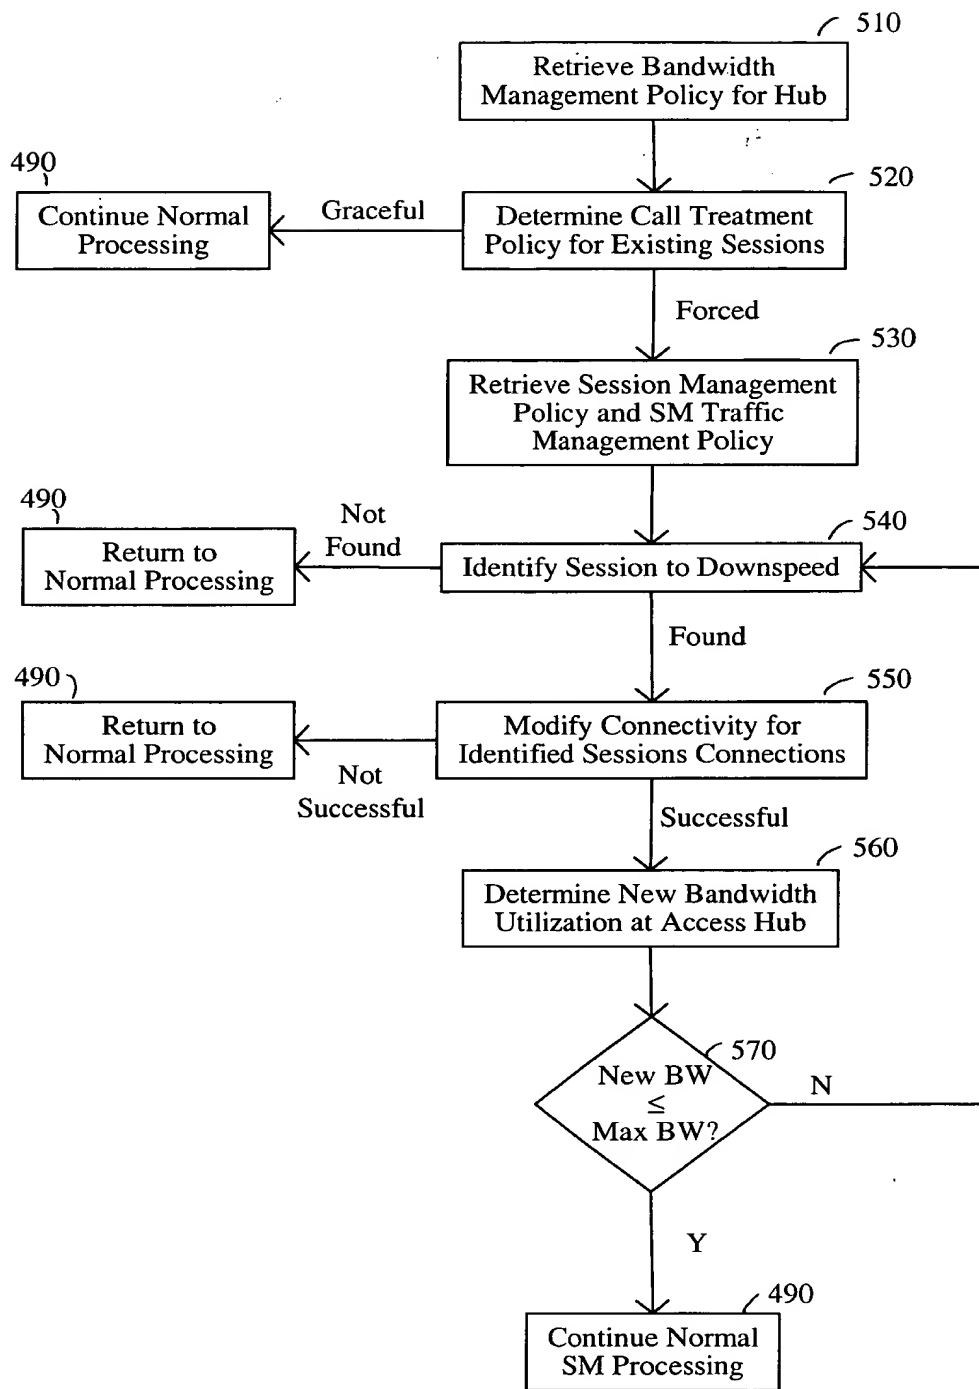 510
Retrieve Bandwidth
Management Policy for Hub
490
Continue Normal
Processing
Graceful
520
Determine Call Treatment
Policy for Existing Sessions
Forced
530
Retrieve Session Management
Policy and SM Traffic
Management Policy
490
Return to
Normal Processing
Not
Found
540
Identify Session to Downspeed
Found
490
Return to
Normal Processing
Not
Successful
550
Modify Connectivity for
Identified Sessions Connections
Successful
560
Determine New Bandwidth
Utilization at Access Hub
570
New BW
≤
Max BW?
N
Y
490
Continue Normal
SM Processing